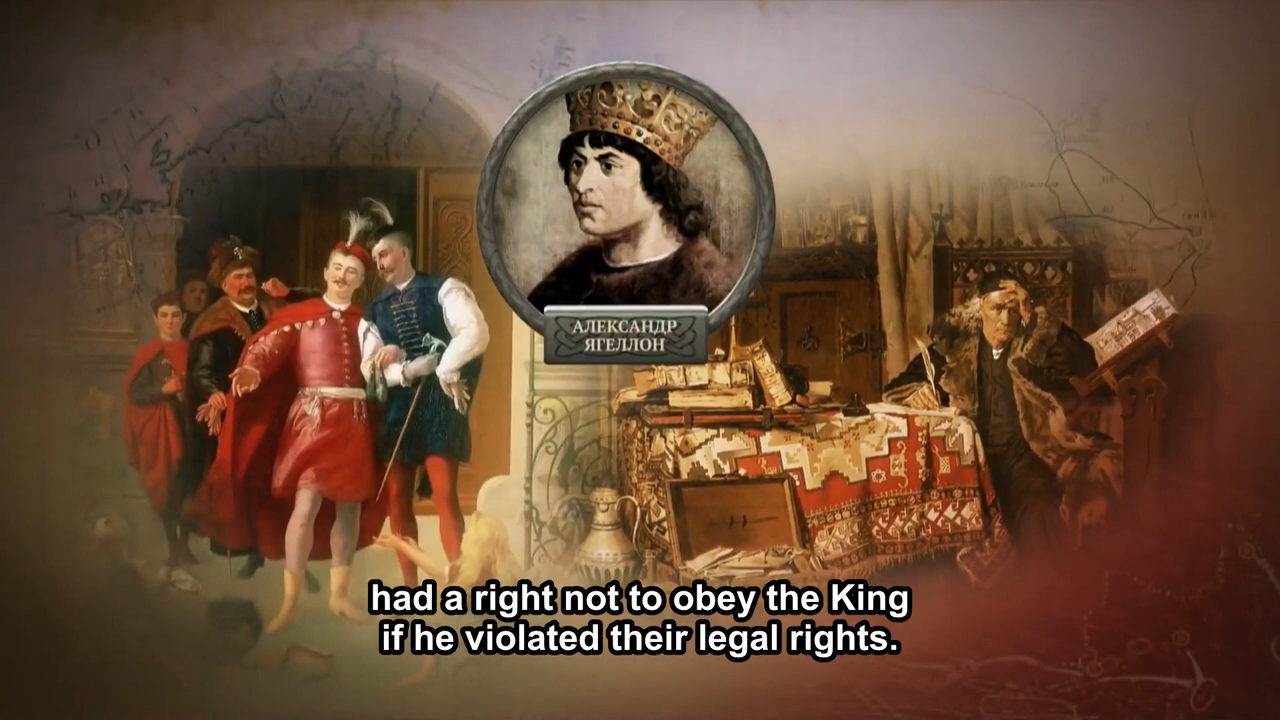 АЛЕКСАНДР
ЯГЕЛЛОН
had a right not to obey the King
if he violated their legal rights.